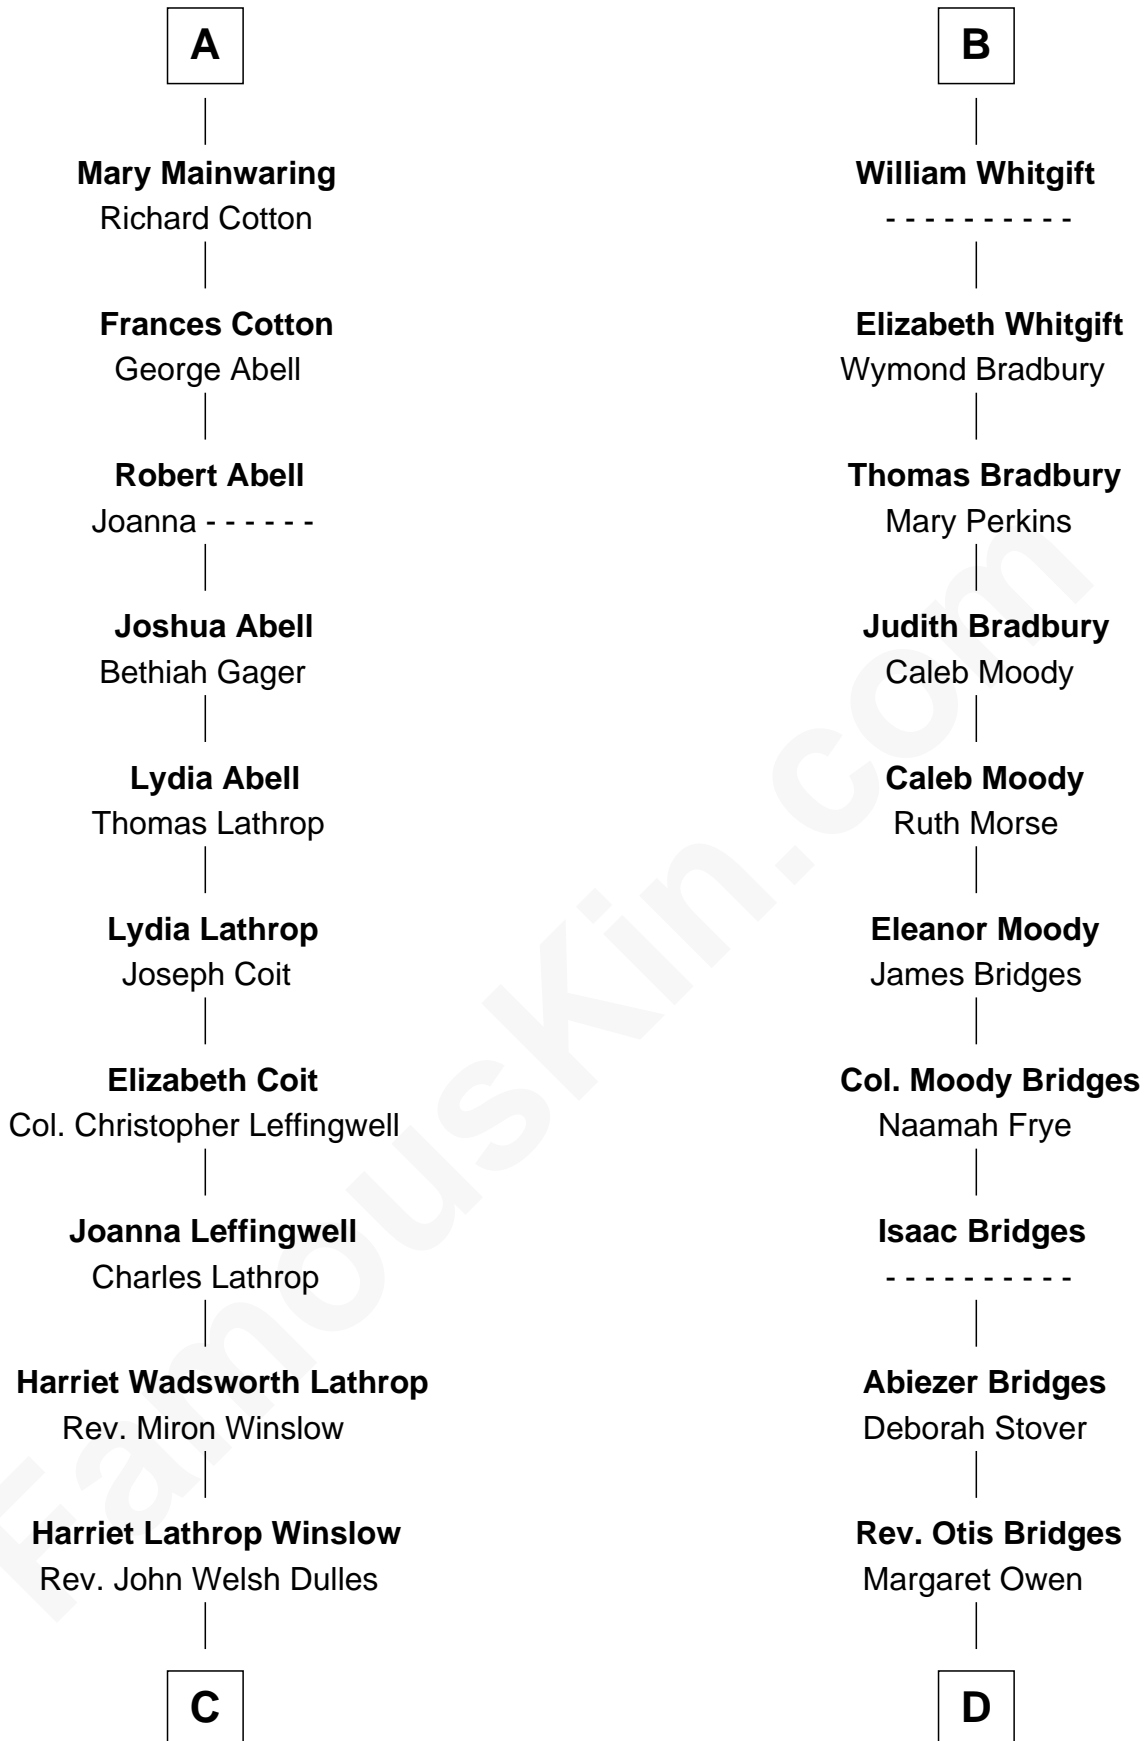 A
Mary Mainwaring
Richard Cotton
Frances Cotton
George Abell
Robert Abell
Joanna - - - - - -
Joshua Abell
Bethiah Gager
Lydia Abell
Thomas Lathrop
Lydia Lathrop
Joseph Coit
Elizabeth Coit
Col. Christopher Leffingwell
Joanna Leffingwell
Charles Lathrop
Harriet Wadsworth Lathrop
Rev. Miron Winslow
Harriet Lathrop Winslow
Rev. John Welsh Dulles
C
B
William Whitgift
- - - - - - - - - -
Elizabeth Whitgift
Wymond Bradbury
Thomas Bradbury
Mary Perkins
Judith Bradbury
Caleb Moody
Caleb Moody
Ruth Morse
Eleanor Moody
James Bridges
Col. Moody Bridges
Naamah Frye
Isaac Bridges
- - - - - - - - - -
Abiezer Bridges
Deborah Stover
Rev. Otis Bridges
Margaret Owen
D
FamousKin.com